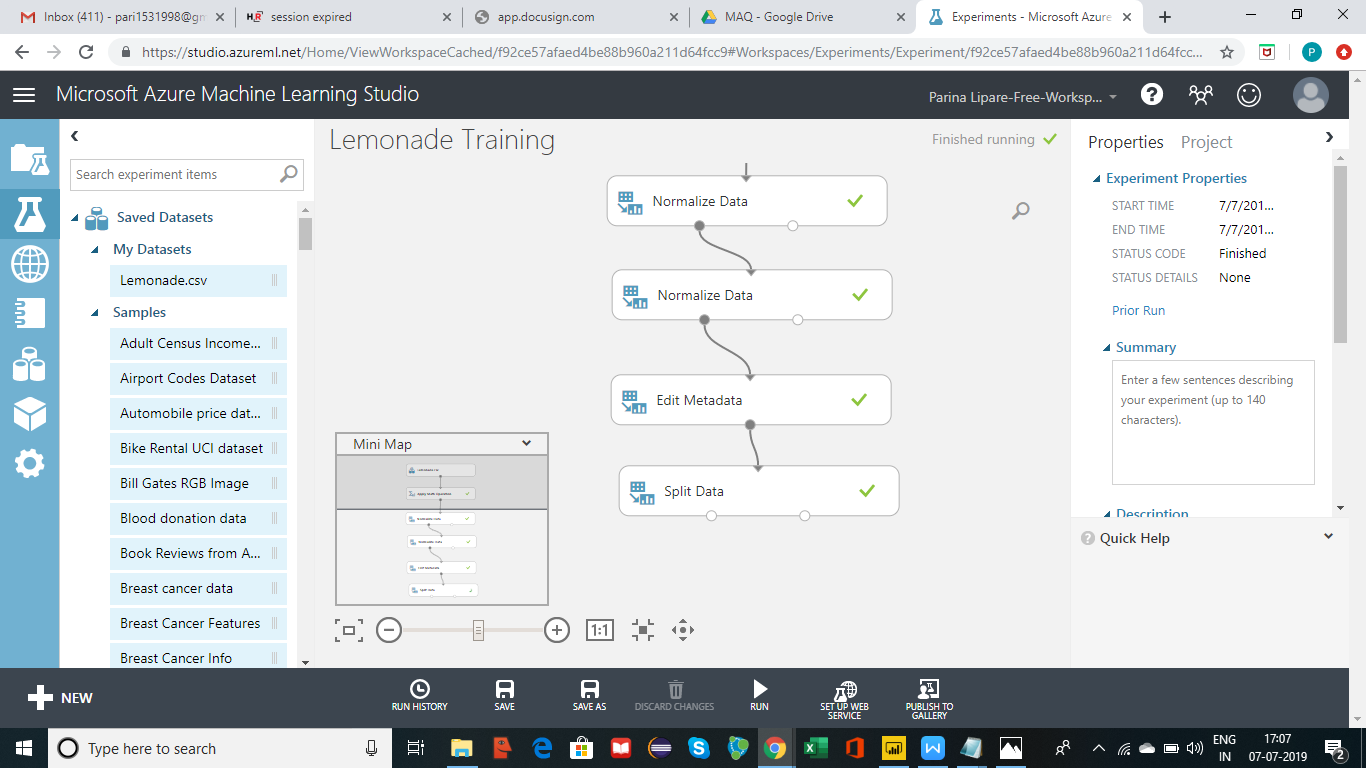 Inbox (411) - pari1531998@gm
session expired
app.docusign.com
MAQ - Google Drive
Experiments - Microsoft Azure
https://studio.azureml.net/Home/ViewWorkspaceCached/f92ce57afaed4be88b960a211d64fcc9#Workspaces/Experiments/Experiment/f92ce57afaed4be88b960a211d64fcc...
P
Microsoft Azure Machine Learning Studio
Parina Lipare-Free-Worksp...
Lemonade Training
Finished running
Search experiment items
Saved Datasets
My Datasets
Lemonade.csv
Samples
Adult Census Income...
Airport Codes Dataset
Automobile price dat...
Bike Rental UCI dataset
Bill Gates RGB Image
Blood donation data
Book Reviews from A...
Breast cancer data
Breast Cancer Features
Breast Cancer Info
Normalize Data
Normalize Data
Edit Metadata
Split Data
Mini Map
1:1
Properties
Project
Experiment Properties
START TIME 7/7/201...
END TIME 7/7/201...
STATUS CODE Finished
STATUS DETAILS None
Prior Run
Summary
Enter a few sentences describing
your experiment (up to 140
characters).
Description
Quick Help
NEW
RUN HISTORY
SAVE
SAVE AS
DISCARD CHANGES
RUN
SET UP WEB
SERVICE
PUBLISH TO
GALLERY
Type here to search
ENG
IN
17:07
07-07-2019
2